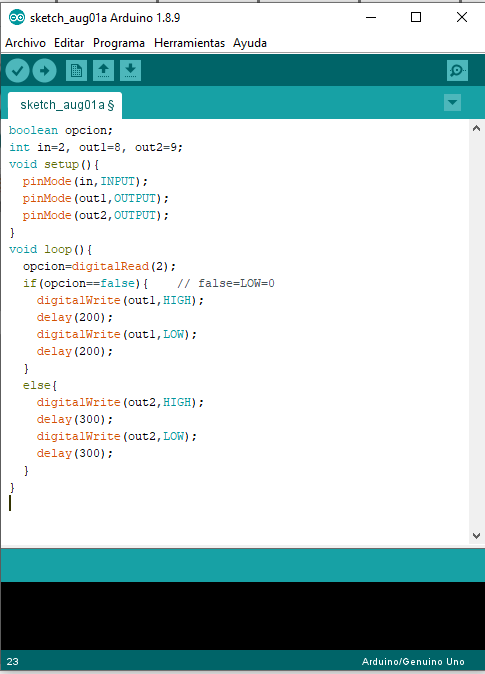 sketch_aug01a Arduino 1.8.9
Archivo Editar Programa Herramientas Ayuda
sketch_aug01a §
boolean opcion;
int in=2, out1=8, out2=9;
void setup(){
  pinMode(in,INPUT);
  pinMode(out1,OUTPUT);
  pinMode(out2,OUTPUT);
}
void loop(){
  opcion=digitalRead(2);
  if(opcion==false){    // false=LOW=0
    digitalWrite(out1,HIGH);
    delay(200);
    digitalWrite(out1,LOW);
    delay(200);
  }
  else{
    digitalWrite(out2,HIGH);
    delay(300);
    digitalWrite(out2,LOW);
    delay(300);
  }
}
23 Arduino/Genuino Uno